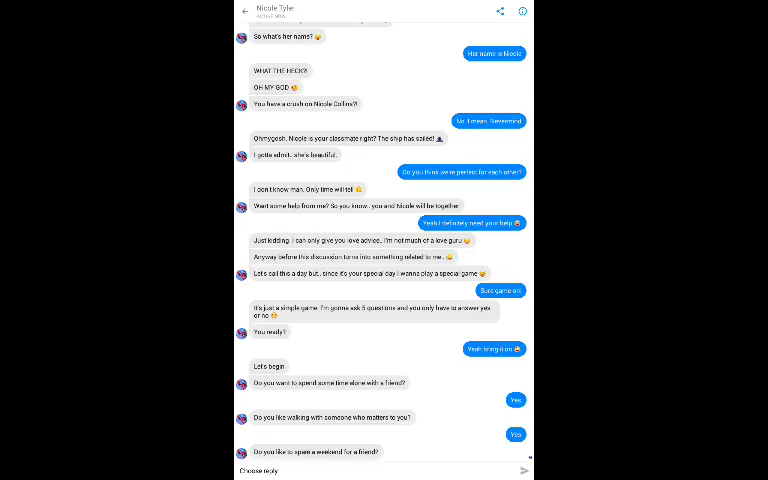 Nicole Tyler
ACTIVE NOW
So what's her name?
Her name is Nicole
WHAT THE HECK?!
OH MY GOD
You have a crush on Nicole Collins?!
No. I mean. Nevermind
Ohmygosh. Nicole is your classmate right? The ship has sailed!
I gotta admit.. she's beautiful.
Do you think we're perfect for each other?
I don't know man. Only time will tell
Want some help from me? So you know.. you and Nicole will be together
Yeah I definitely need your help
Just kidding. I can only give you love advice.. I'm not much of a love guru
Anyway before this discussion turns into something related to me..
Let's call this a day but.. since it's your special day I wanna play a special game
Sure game on!
It's just a simple game. I'm gonna ask 5 questions and you only have to answer yes
or no
You ready?
Yeah bring it on
Let's begin
Do you want to spend some time alone with a friend?
Yes
Do you like walking with someone who matters to you?
Yes
Do you like to spare a weekend for a friend?
Choose reply